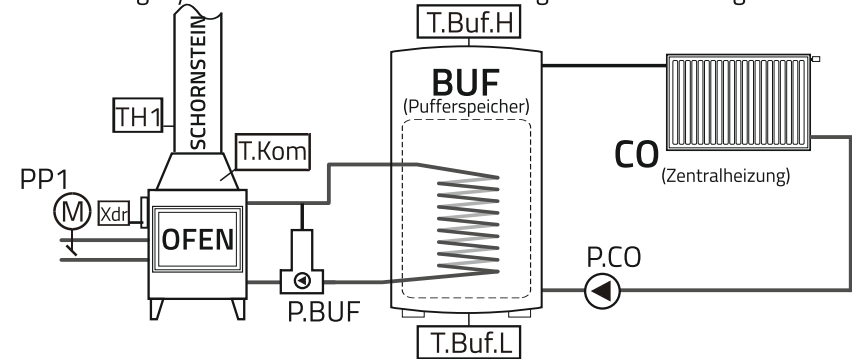 T.Buf.H
BUF
(Pufferspeicher)
SCHORNSTEIN
TH1
T.Kom
CO
(Zentralheizung)
PP1
M
Xdr
OFEN
P.CO
P.BUF
T.Buf.L